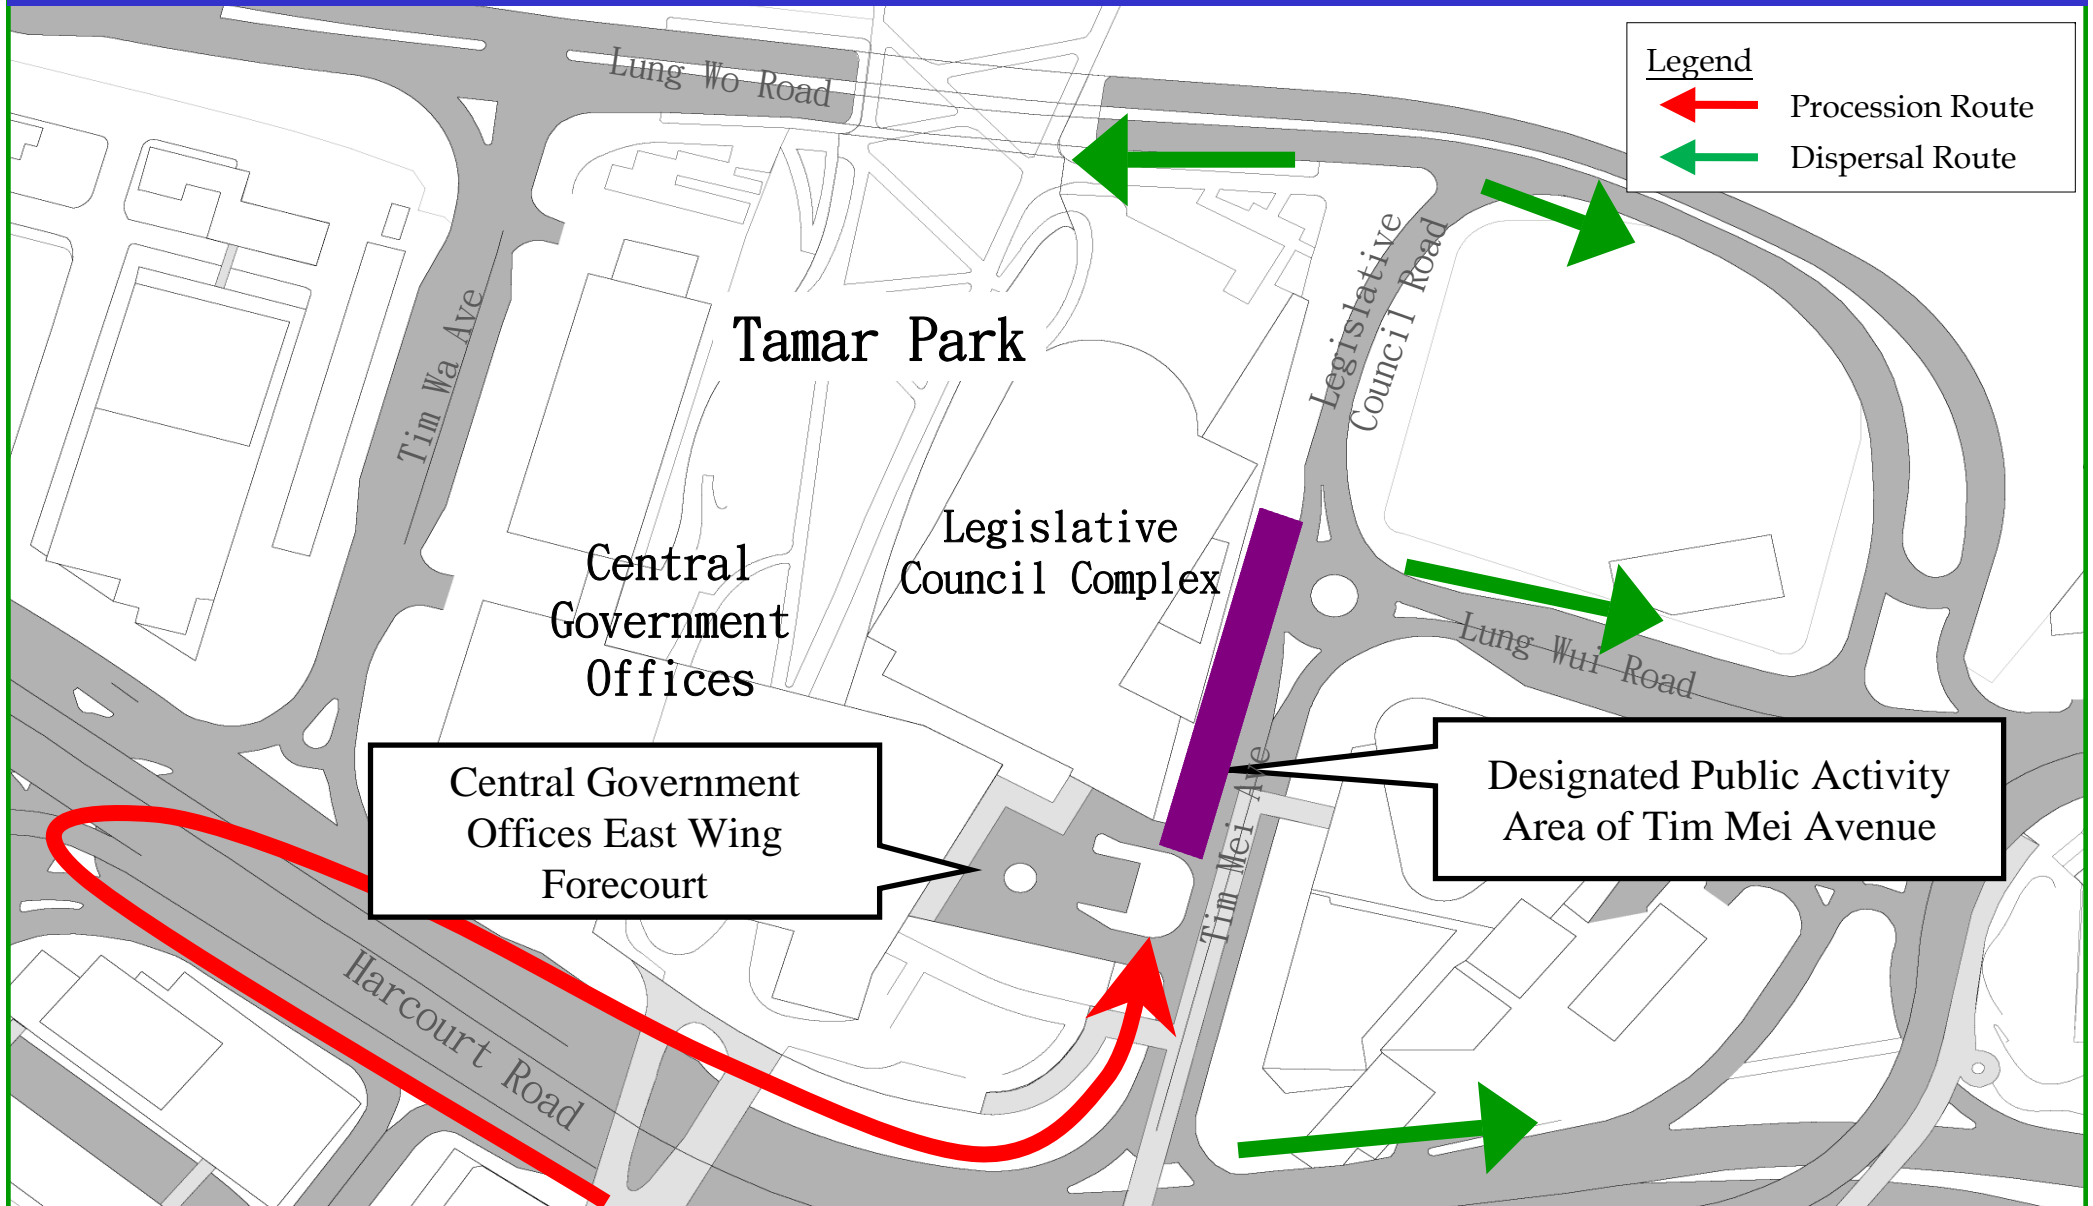 Lung Wo Road
Legend
Procession Route
Dispersal Route
Legislative
Council Road
Tim Wa Ave
Tamar Park
Legislative
Council Complex
Central
Government
Offices
Lung Wui Road
Central Government
Offices East Wing
Forecourt
Designated Public Activity
Area of Tim Mei Avenue
Tim Mei Ave
Harcourt Road